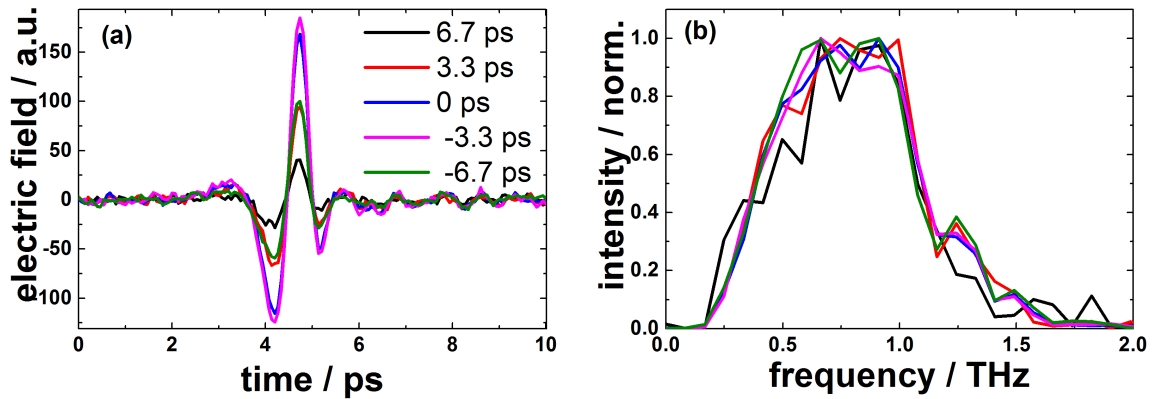 (a)
6.7 ps
3.3 ps
0 ps
-3.3 ps
-6.7 ps
150
100
50
0
-50
-100
electric field / a.u.
0
2
4
6
8
10
time / ps
(b)
1.0
0.8
0.6
0.4
0.2
0.0
intensity / norm.
0.0
0.5
1.0
1.5
2.0
frequency / THz